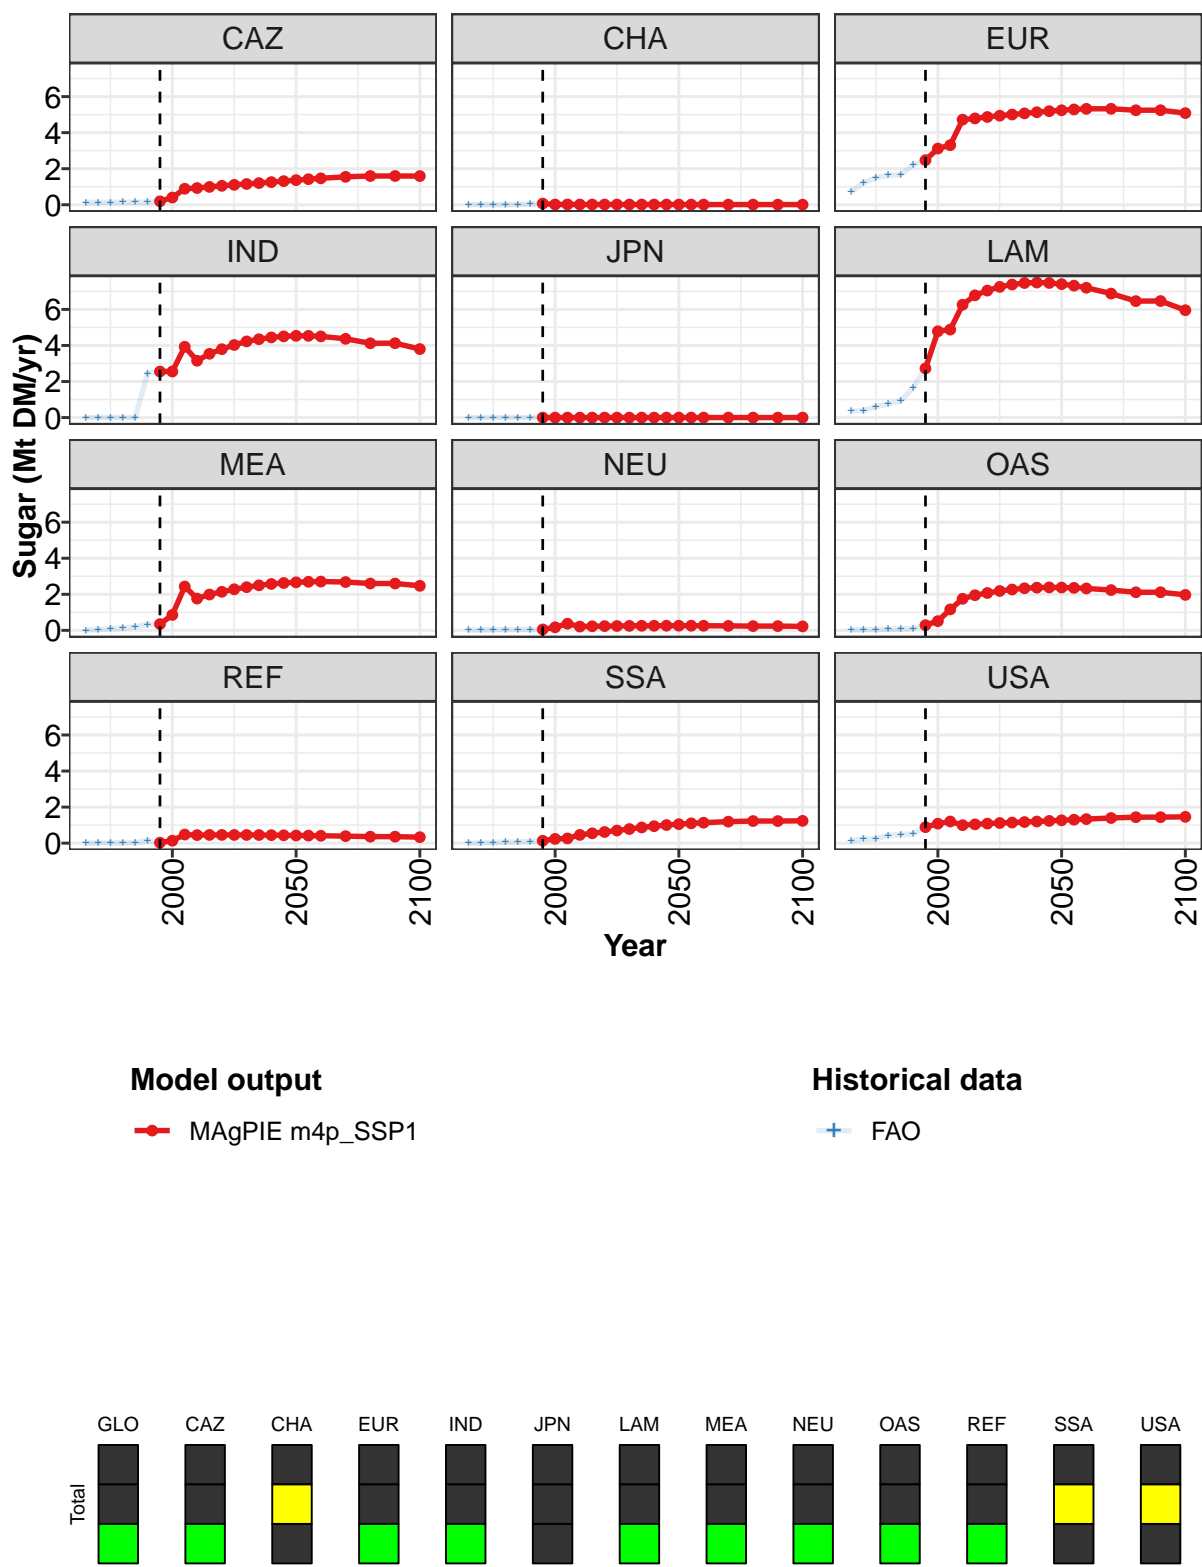 CAZ CHA EUR
6
4
2
0
IND JPN LAM
6
4
2
0
Sugar (Mt DM/yr)
MEA NEU OAS
6
4
2
0
REF SSA USA
6
4
2
0
2000 2050 2100 2000 2050 2100 2000 2050 2100
Year
Model output Historical data
MAgPIE m4p_SSP1 FAO
GLO CAZ CHA EUR IND JPN LAM MEA NEU OAS REF SSA USA
Total